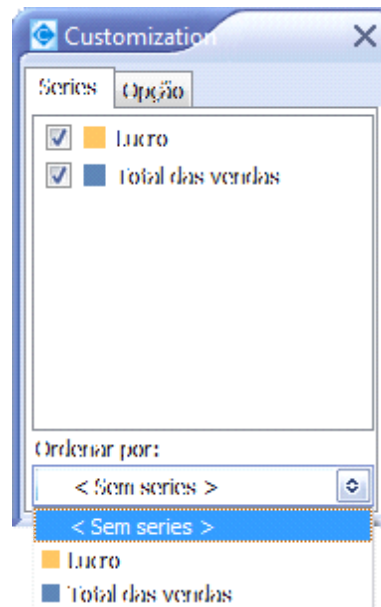 Customization
Series Opção
Lucro
Total das vendas
Ordenar por:
< Sem series >
< Sem series >
Lucro
Total das vendas